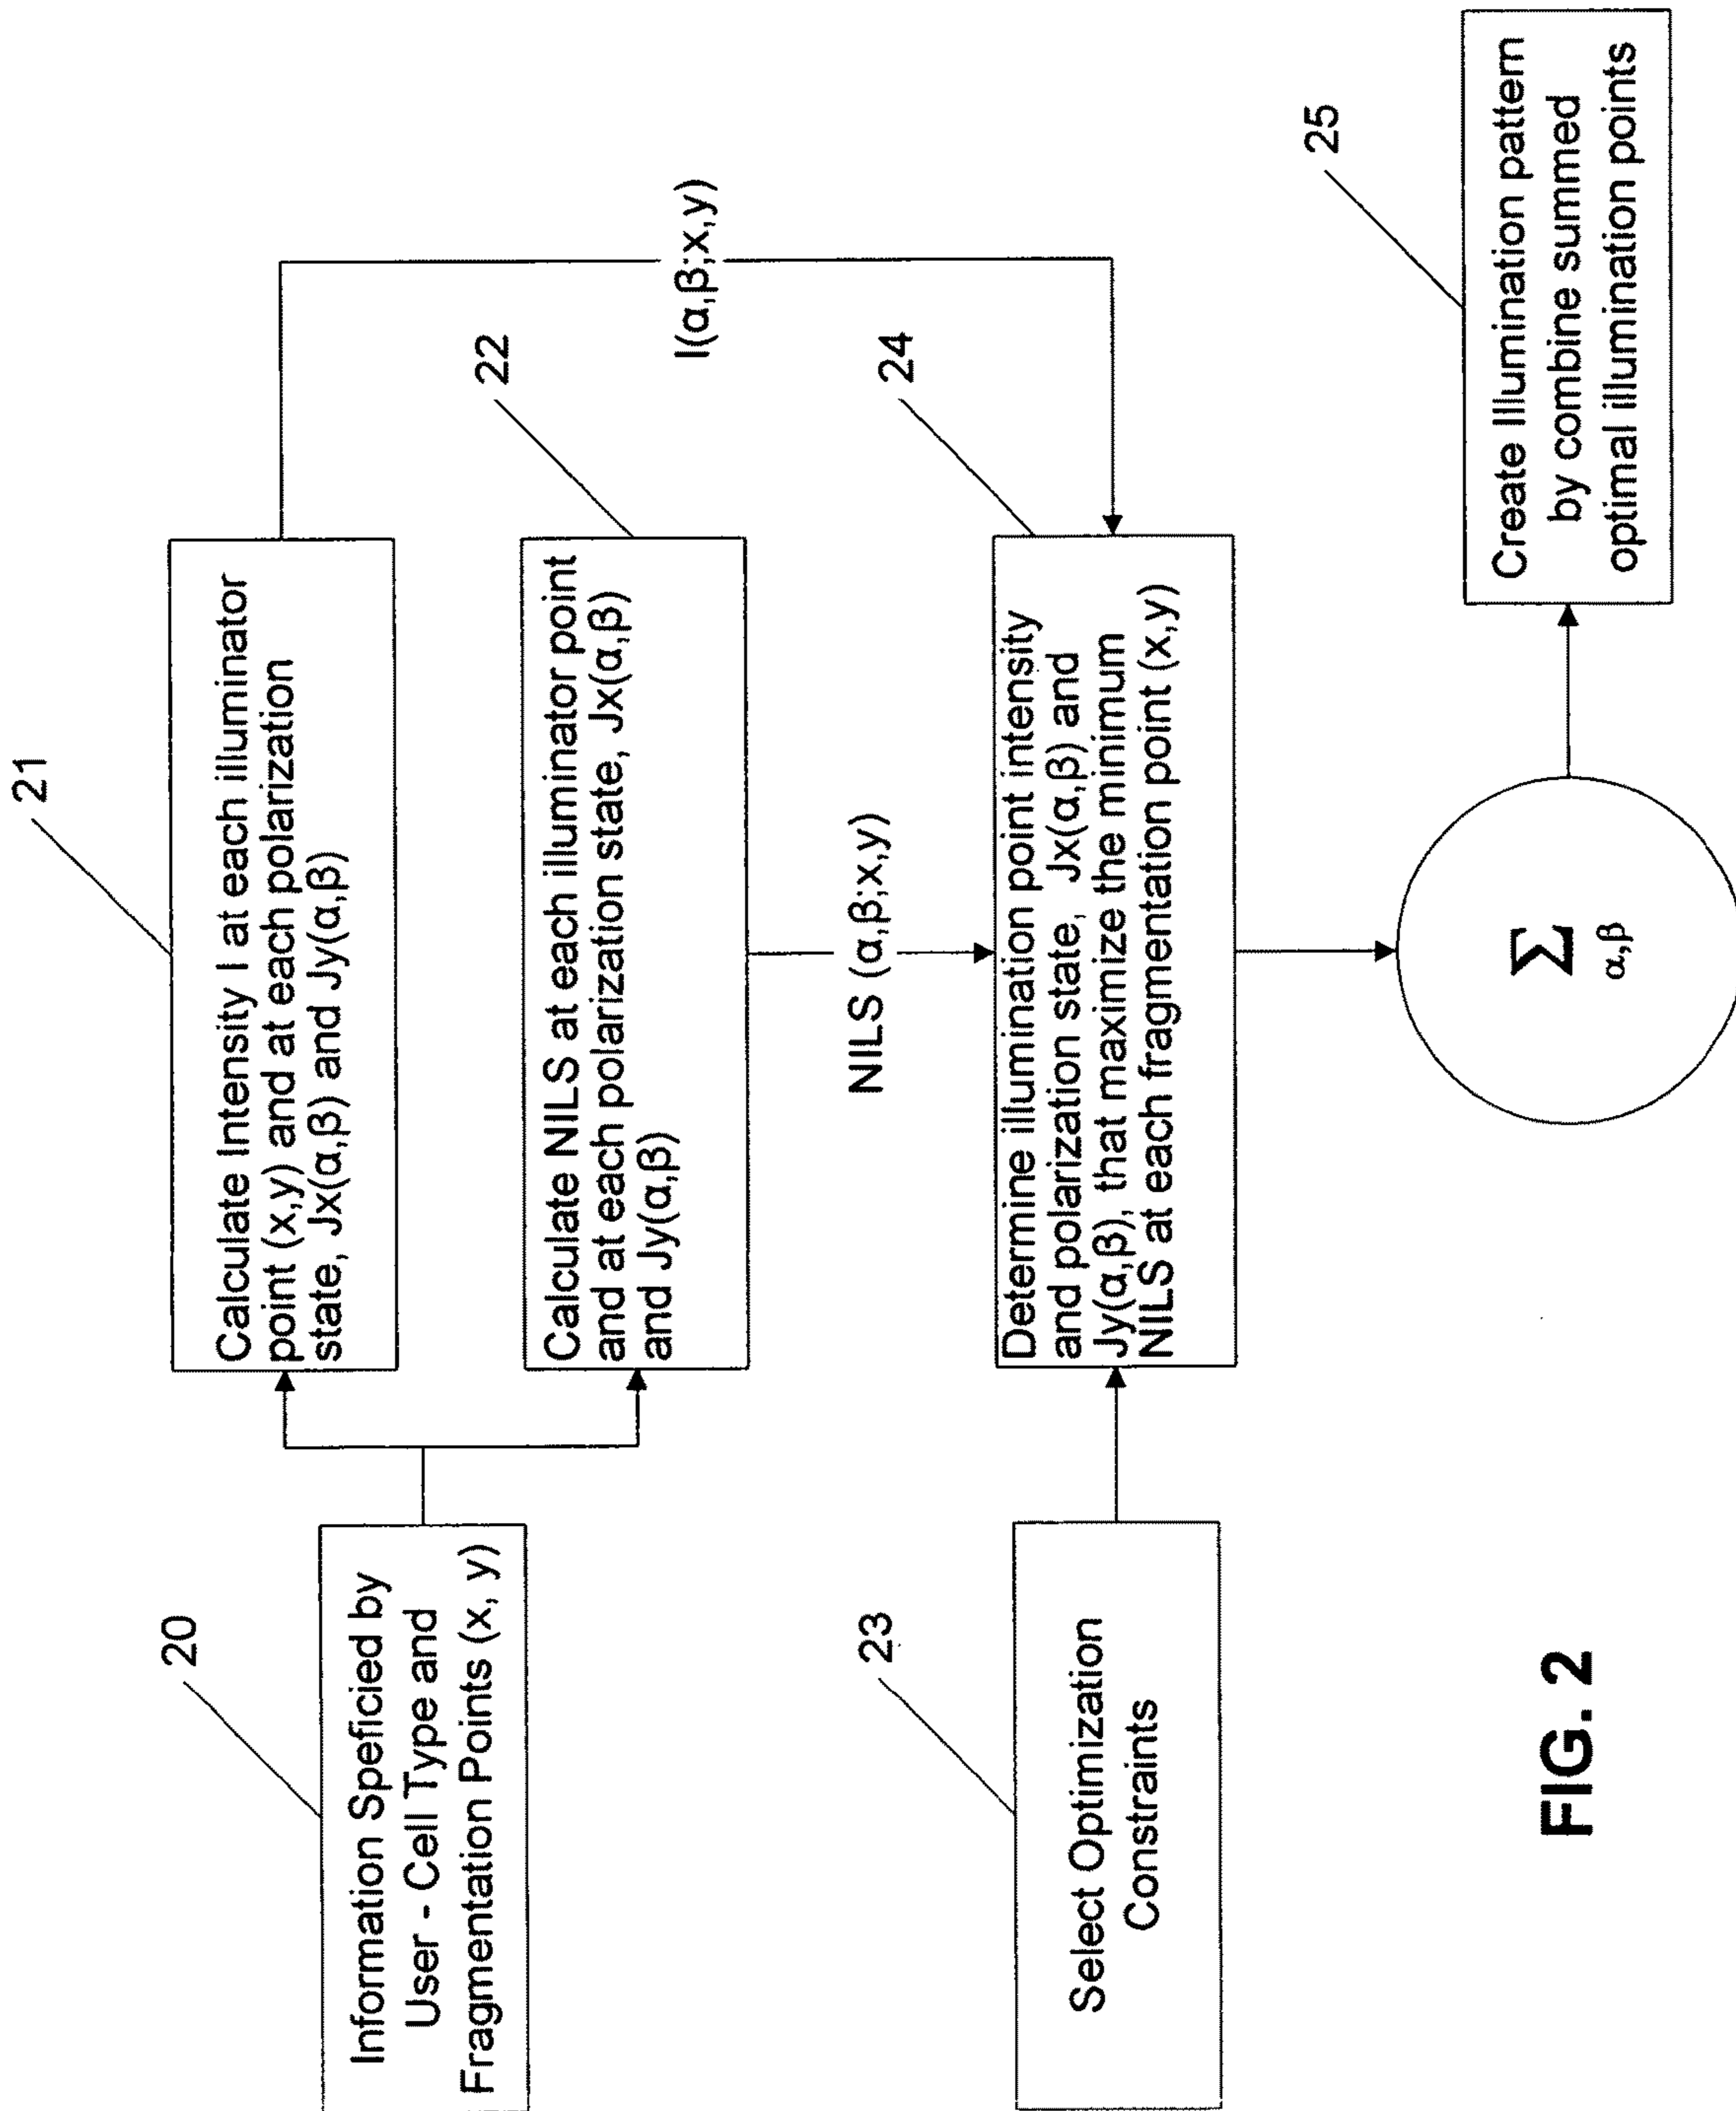 20
Information Speficied by
User - Cell Type and
Fragmentation Points (x, y)
21
Calculate Intensity I at each illuminator
point (x,y) and at each polarization
state, Jx(α,β) and Jy(α,β)
22
Calculate NILS at each illuminator point
and at each polarization state, Jx(α,β)
and Jy(α,β)
I(α,β;x,y)
NILS (α,β;x,y)
23
Select Optimization
Constraints
24
Determine illumination point intensity
and polarization state, Jx(α,β) and
Jy(α,β), that maximize the minimum
NILS at each fragmentation point (x,y)
Σ
α,β
25
Create Illumination pattern
by combine summed
optimal illumination points
FIG. 2